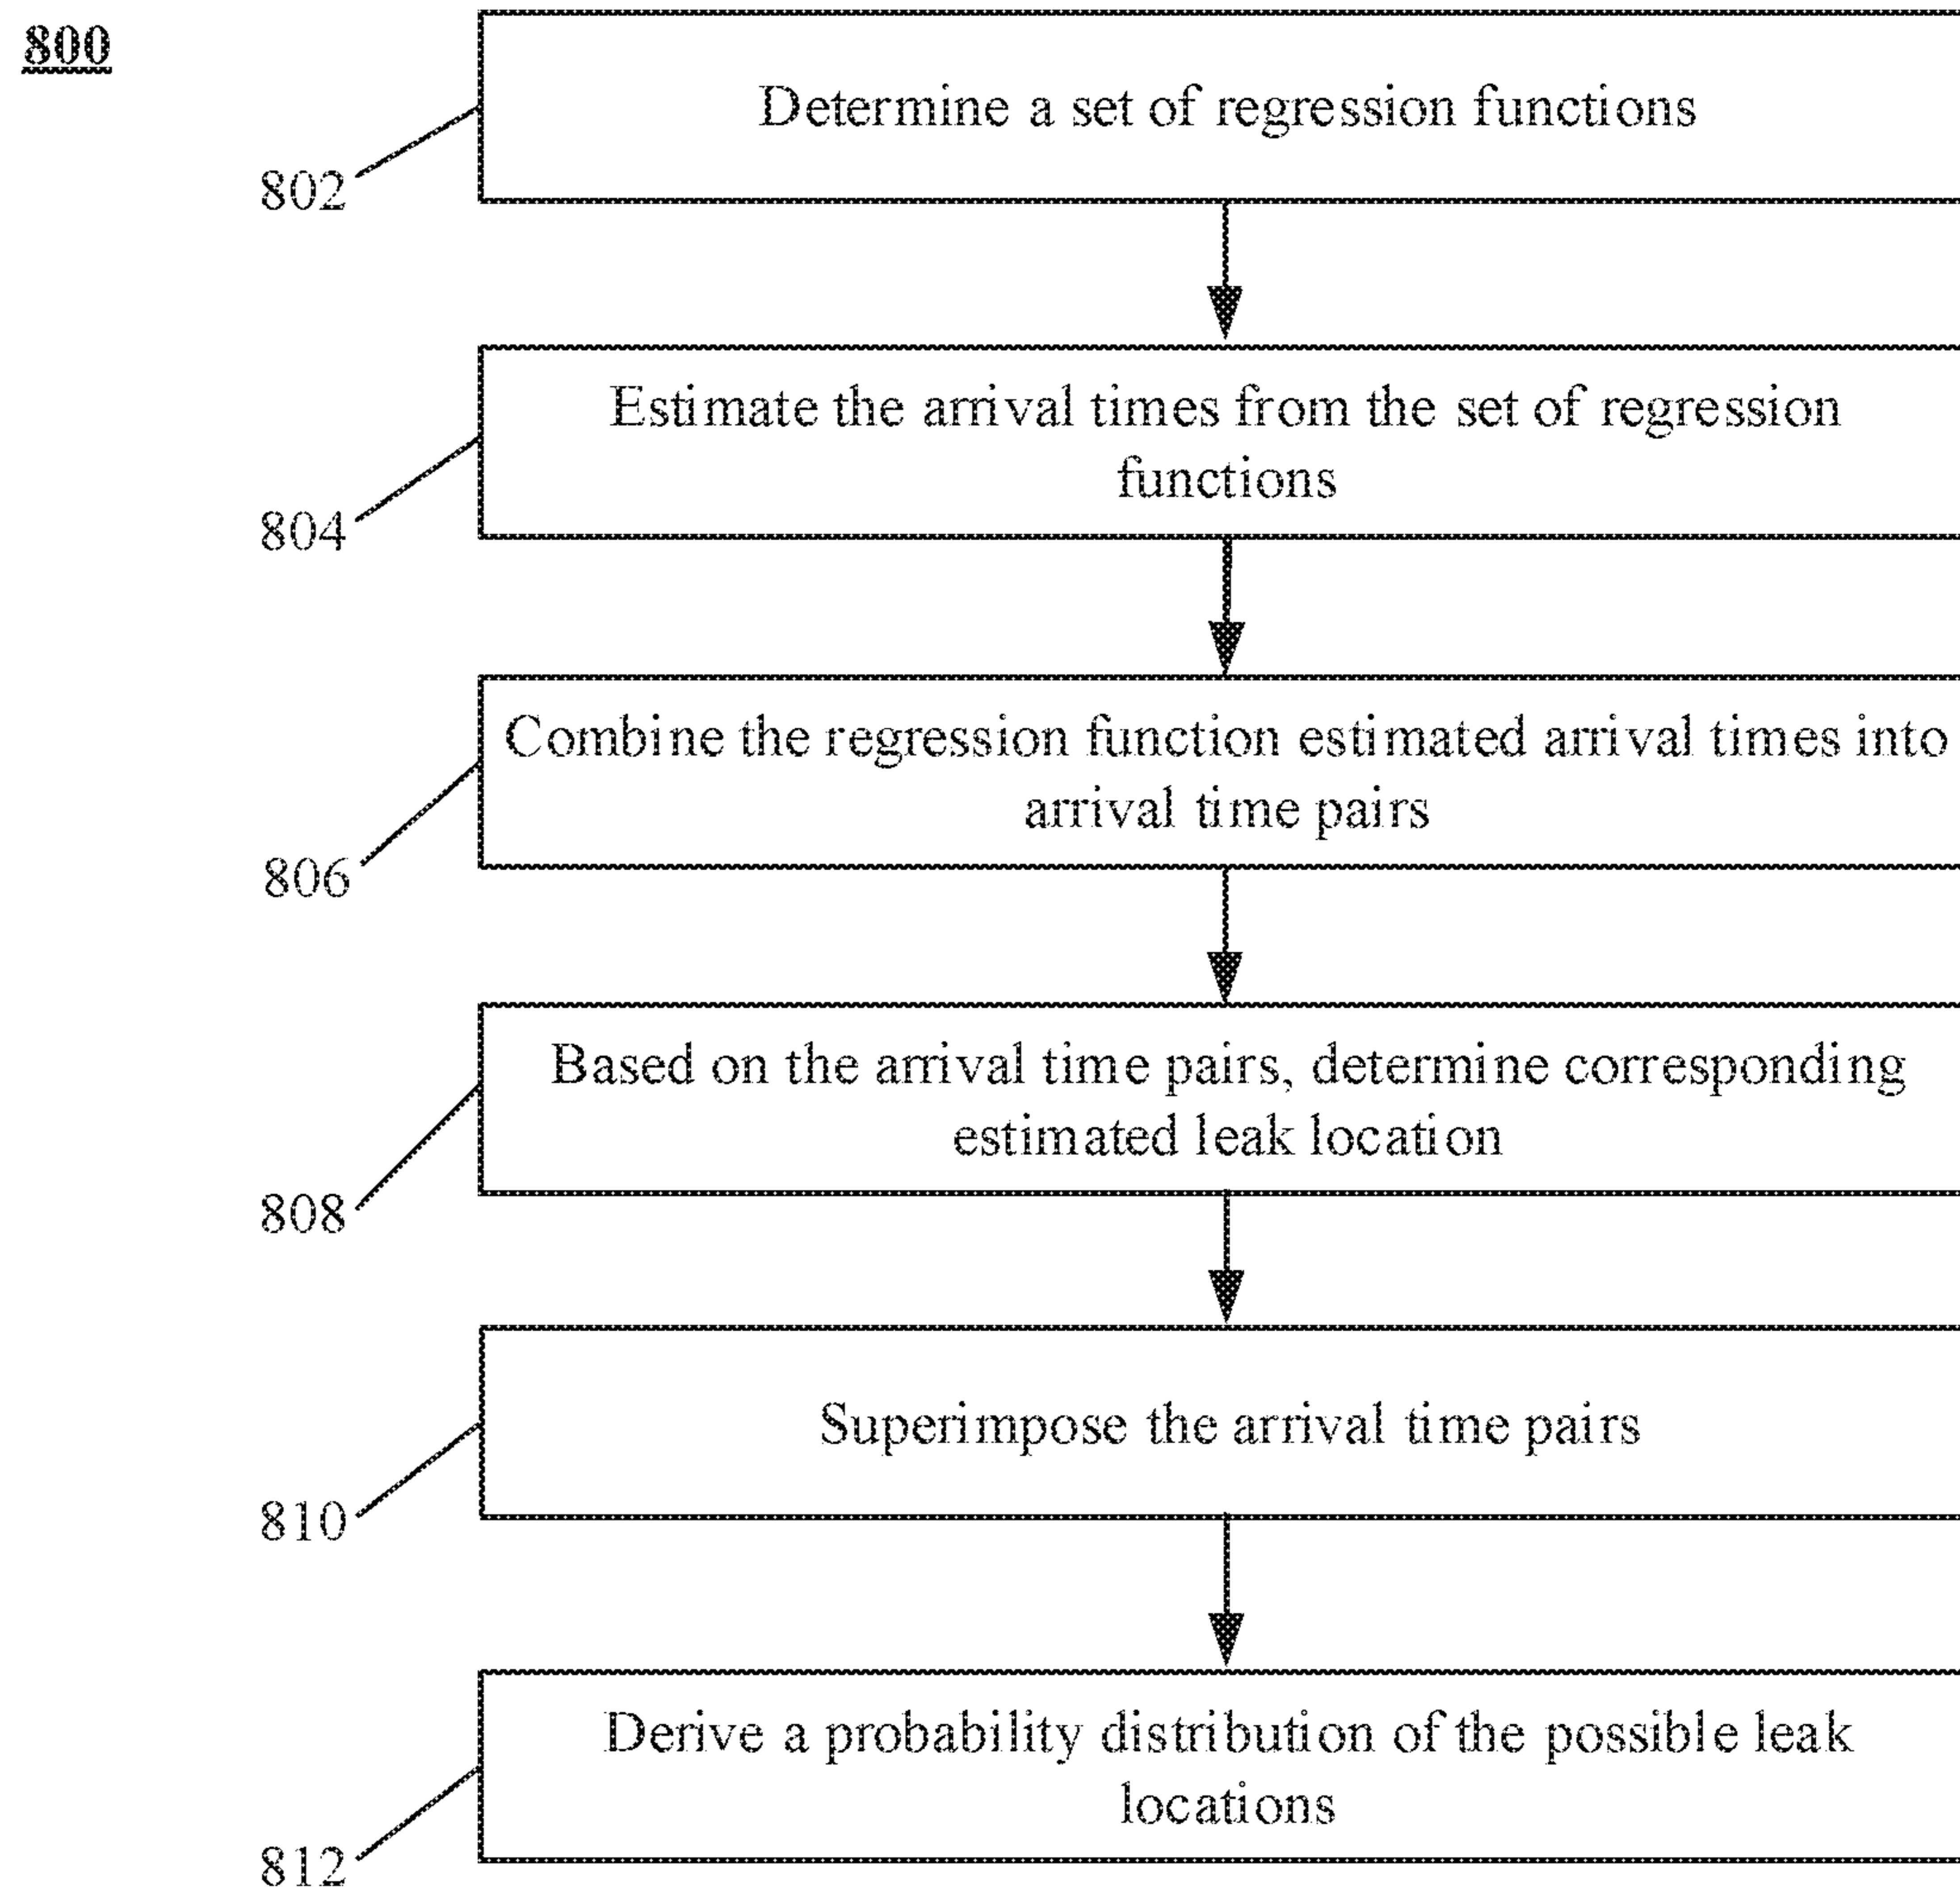 800
Determine a set of regression functions
802
Estimate the arrival times from the set of regression
functions
804
Combine the regression function estimated arrival times into
arrival time pairs
806
Based on the arrival time pairs, determine corresponding
estimated leak location
808
Superimpose the arrival time pairs
810
Derive a probability distribution of the possible leak
locations
812